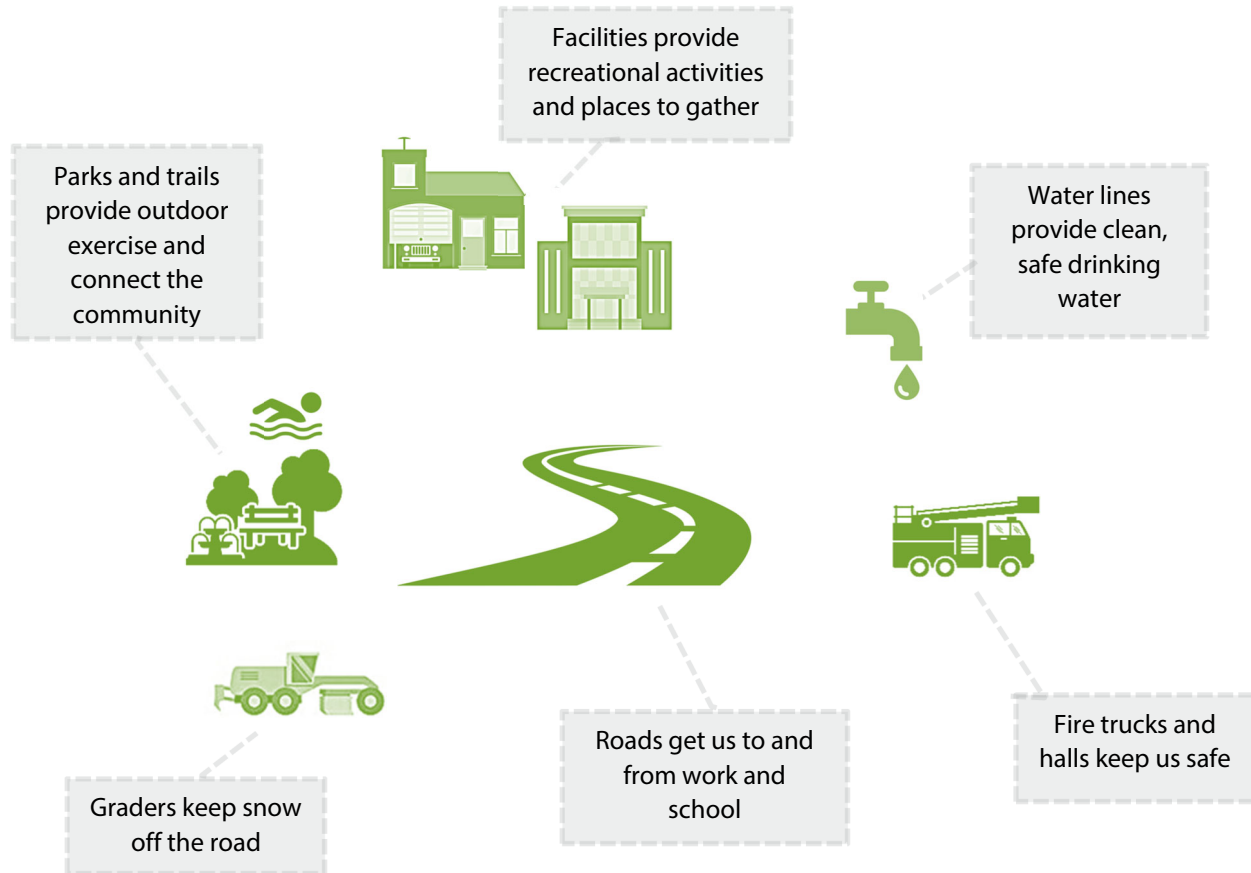 Facilities provide
recreational activities
and places to gather
Parks and trails
provide outdoor
exercise and
connect the
community
Water lines
provide clean,
safe drinking
water
Graders keep snow
off the road
Roads get us to and
from work and
school
Fire trucks and
halls keep us safe